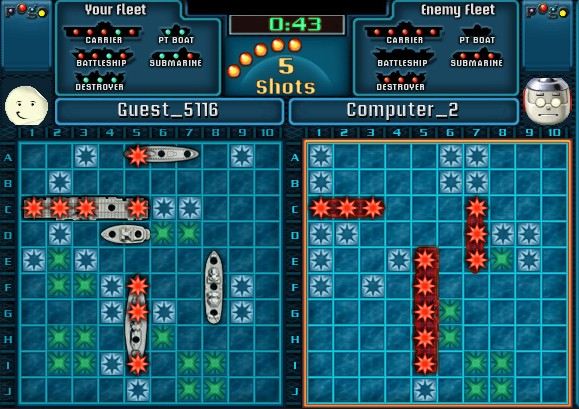 pogo
Your Fleet
0:43
Enemy Fleet
pogo
CARRIER
PT BOAT
CARRIER
PT BOAT
BATTLESHIP
SUBMARINE
5
BATTLESHIP
SUBMARINE
DESTROYER
Shots
DESTROYER
Guest_5116
Computer_2
1 2 3 4 5 6 7 8 9 10
1 2 3 4 5 6 7 8 9 10
A
A
B
B
C
C
D
D
E
E
F
F
G
G
H
H
I
I
J
J